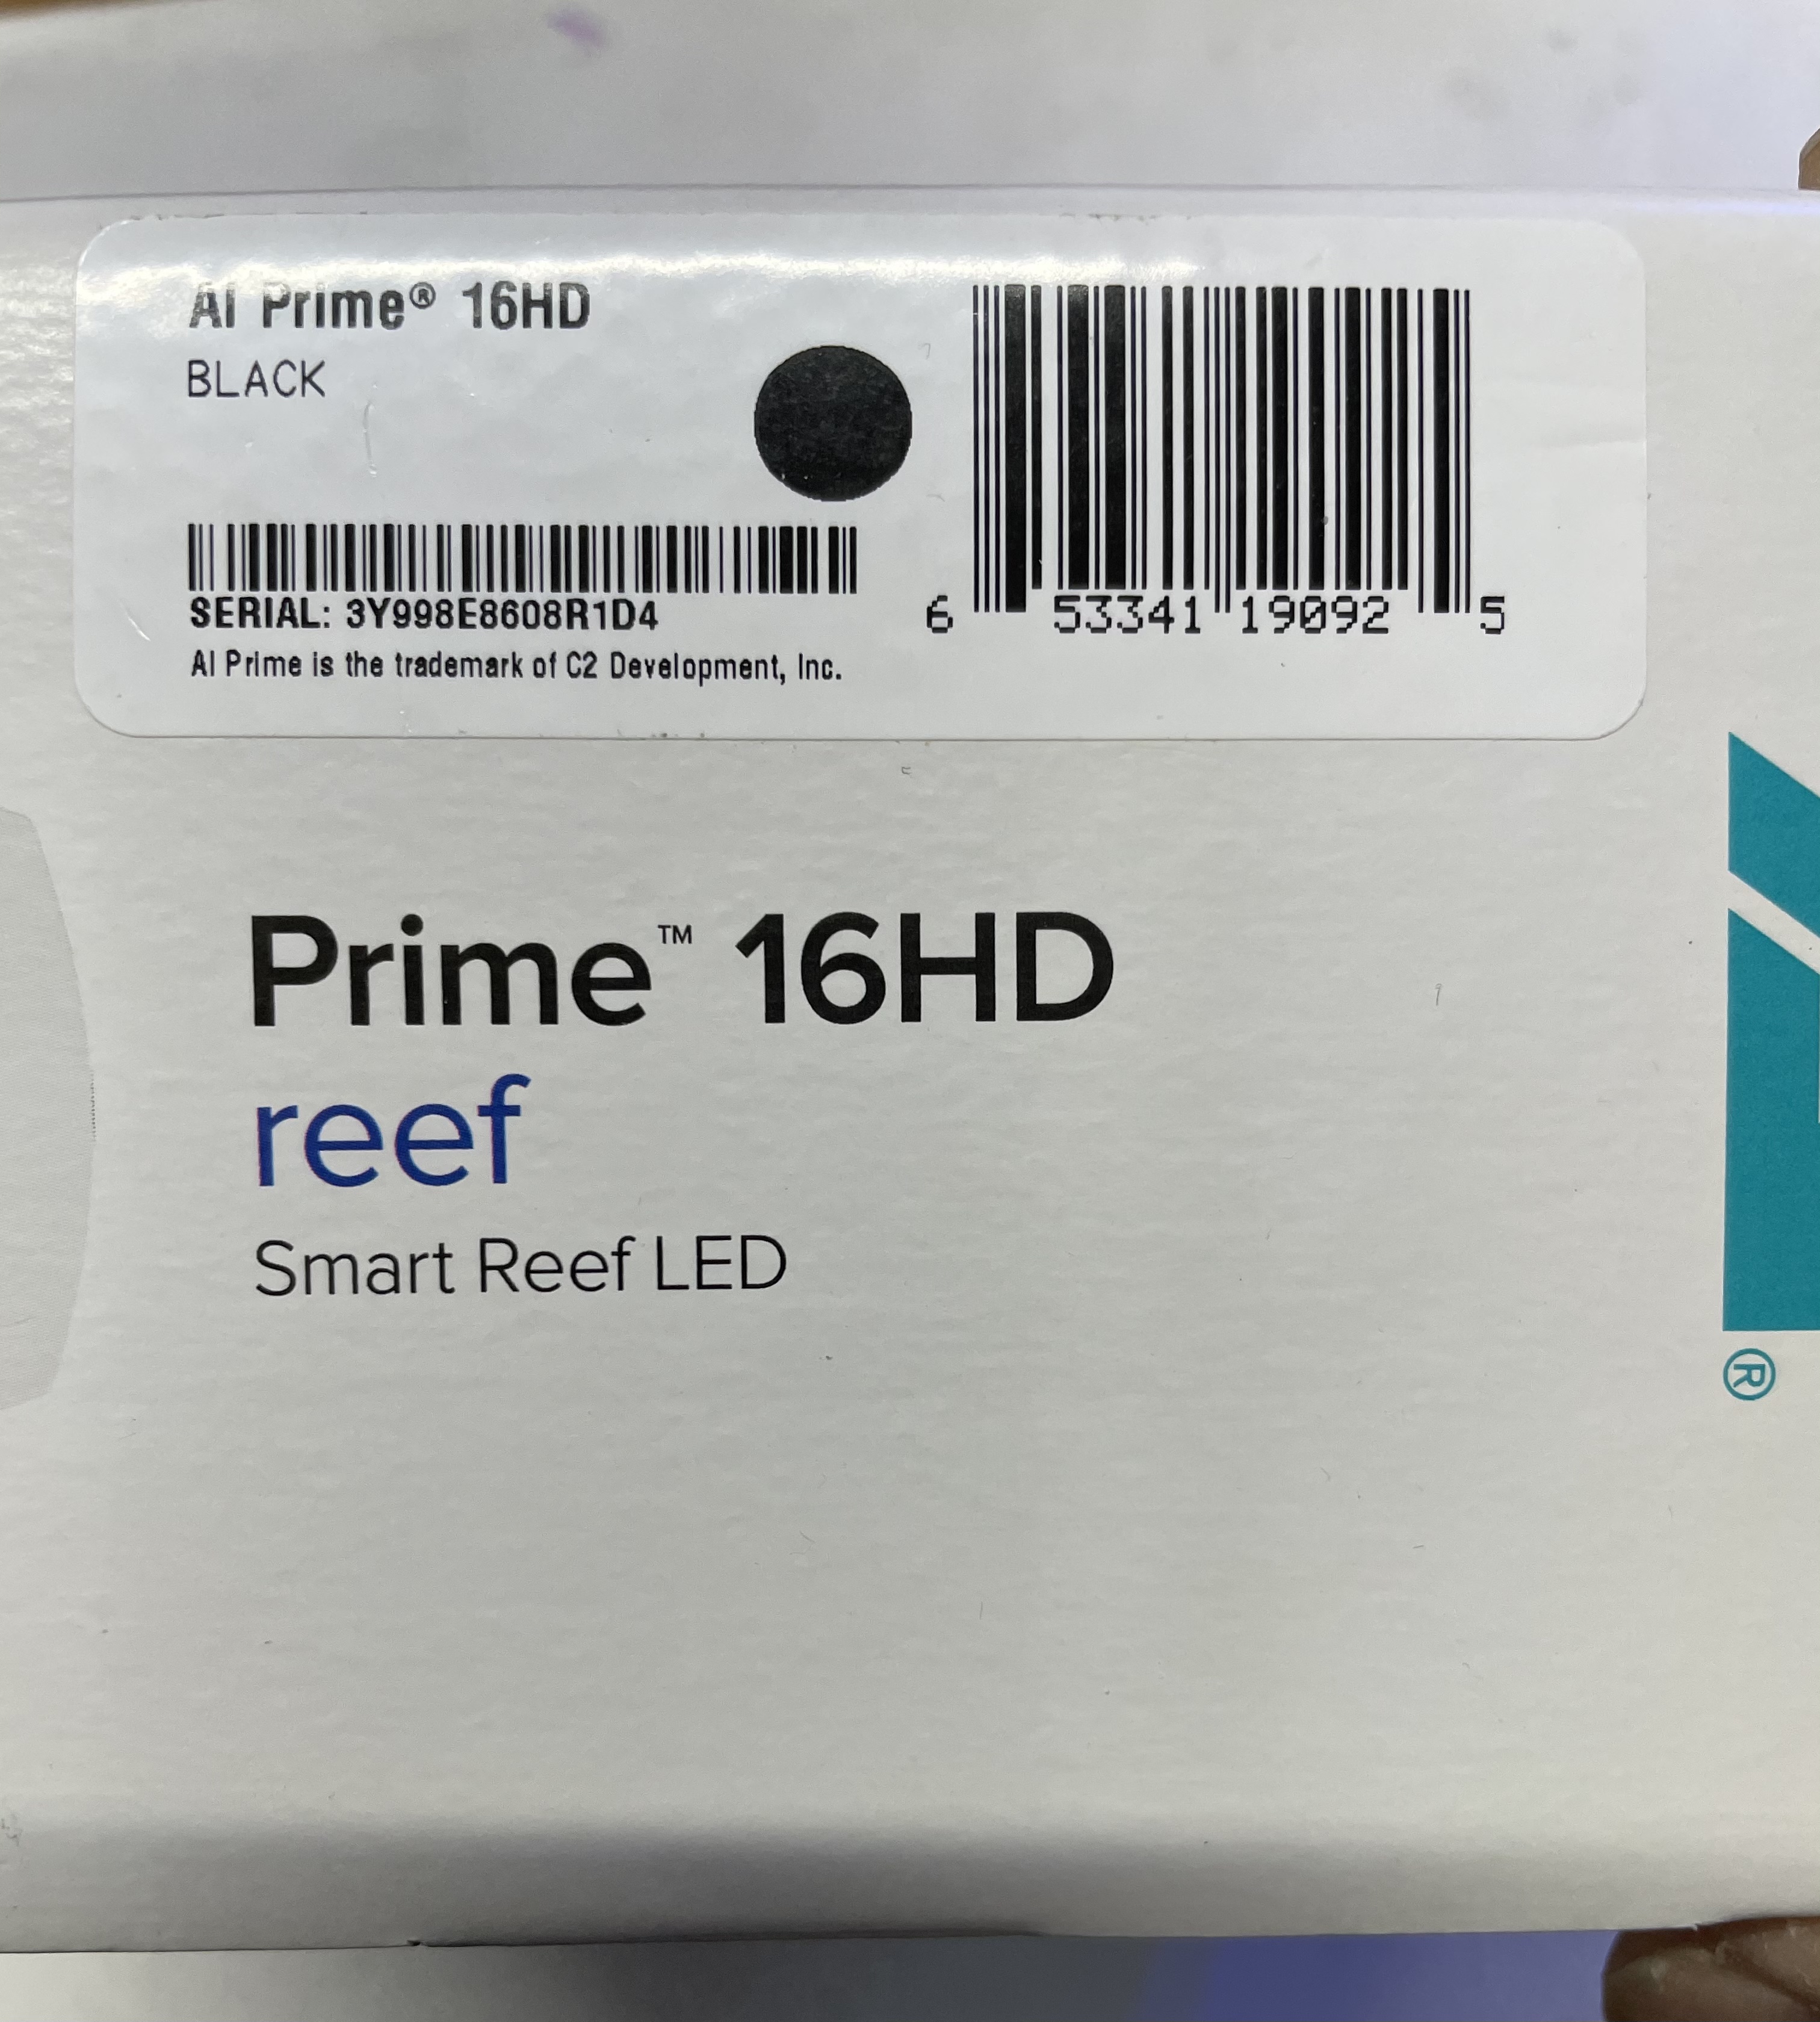 AI Prime® 16HD
BLACK
SERIAL: 3Y998E8608R1D4
AI Prime is the trademark of C2 Development, Inc.
6 53341 19092 5
Prime™ 16HD
reef
Smart Reef LED
®